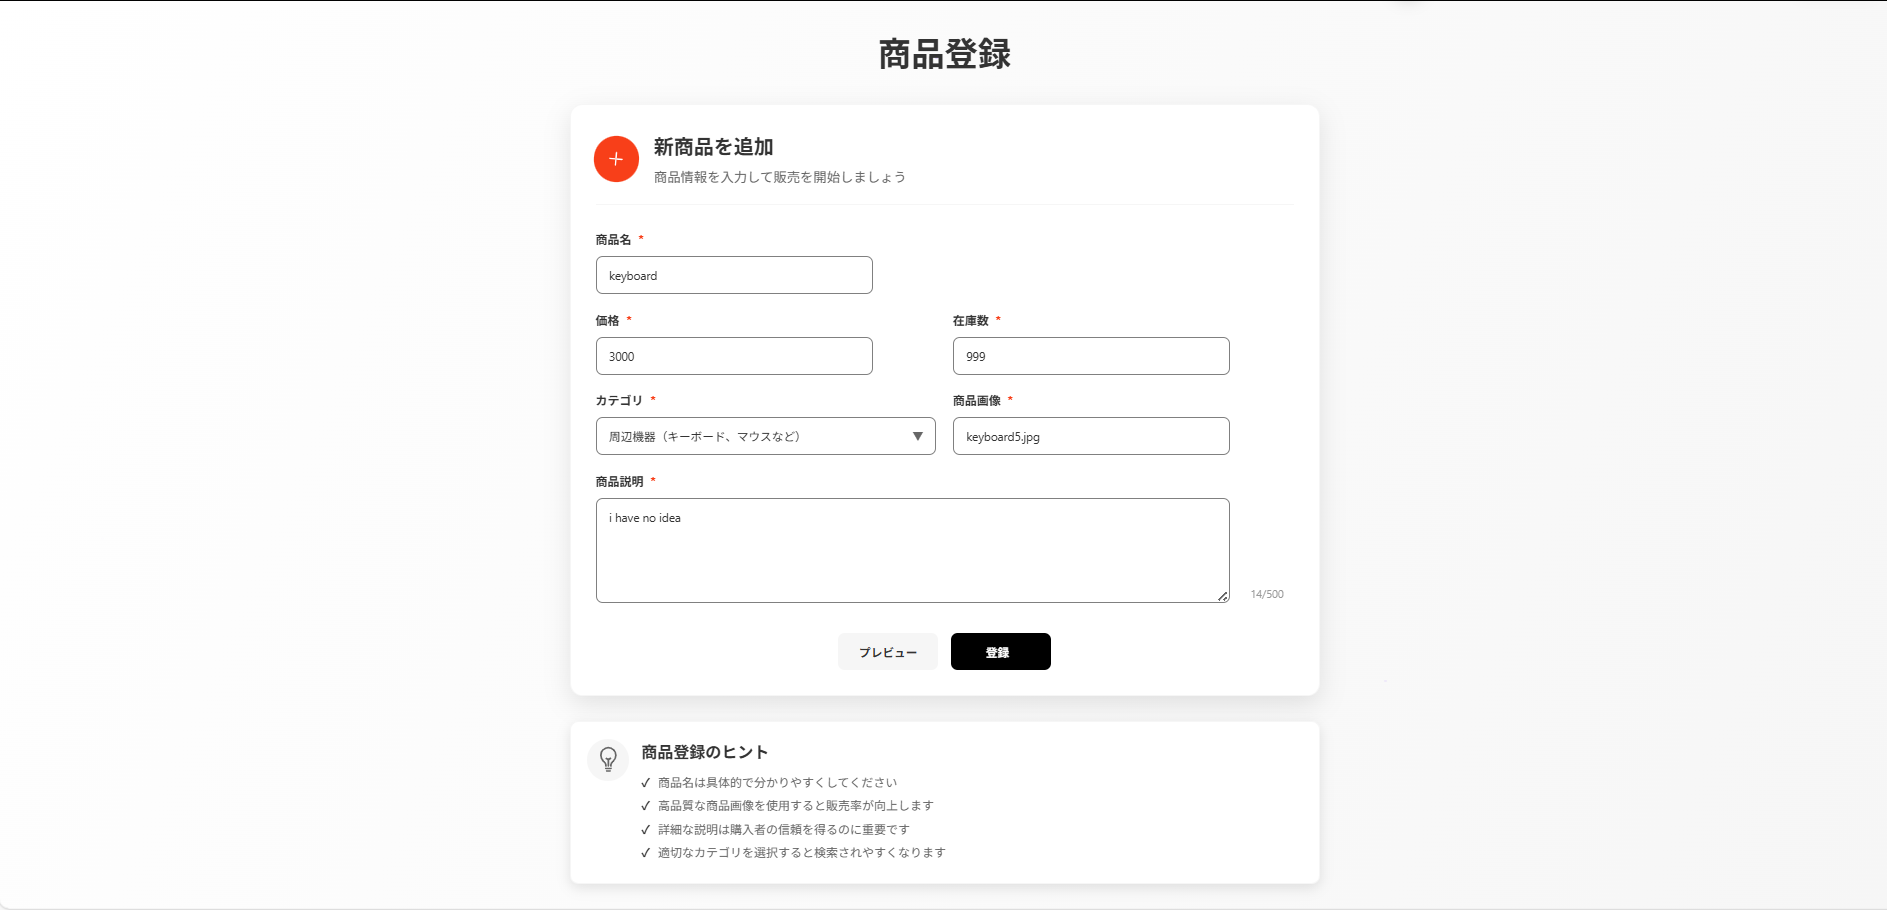 商品登録
新商品を追加
商品情報を入力して販売を開始しましょう
商品名 *
keyboard
価格 *
在庫数 *
3000
999
カテゴリ *
商品画像 *
周辺機器（キーボード、マウスなど）
keyboard5.jpg
商品説明 *
i have no idea
14/500
プレビュー
登録
商品登録のヒント
✓ 商品名は具体的で分かりやすくしてください
✓ 高品質な商品画像を使用すると販売率が向上します
✓ 詳細な説明は購入者の信頼を得るのに重要です
✓ 適切なカテゴリを選択すると検索されやすくなります